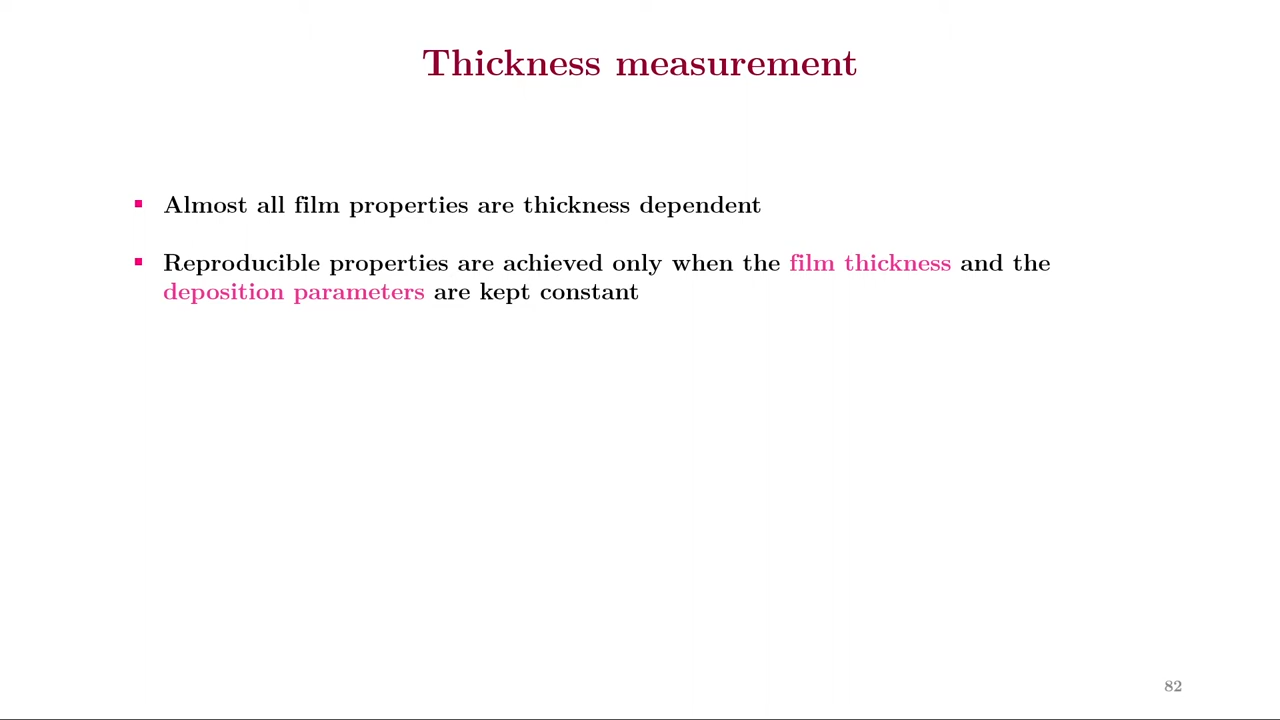 Thickness measurement
▪ Almost all film properties are thickness dependent
▪ Reproducible properties are achieved only when the film thickness and the
deposition parameters are kept constant
82